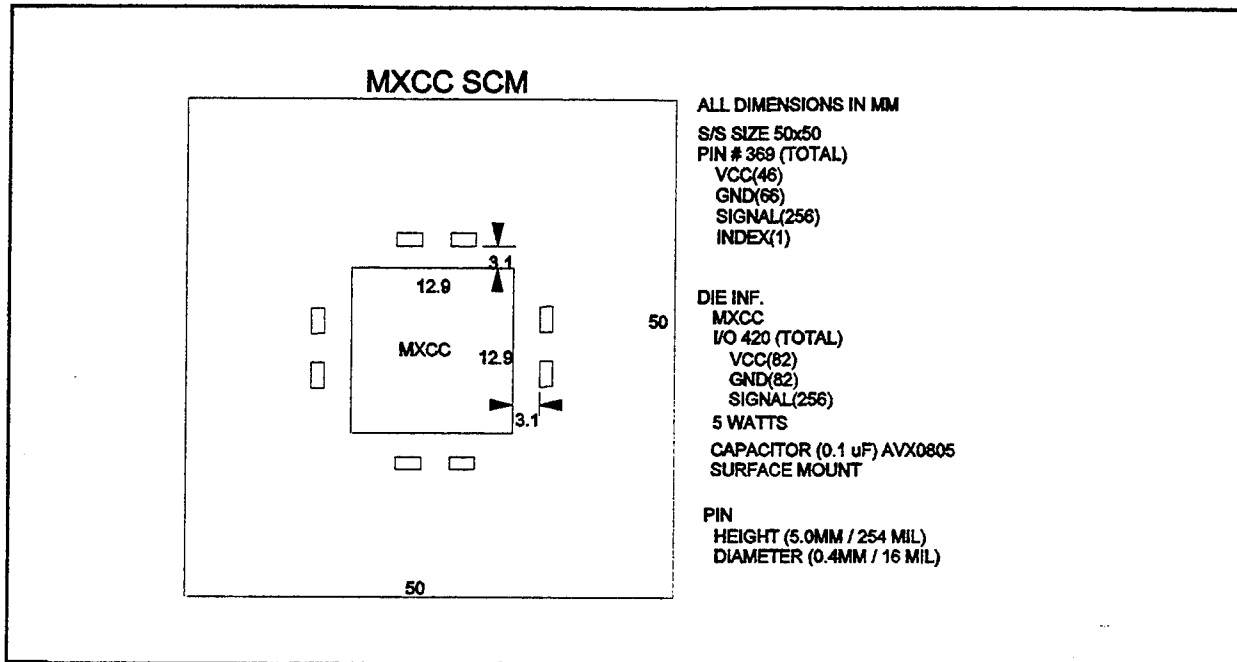 MXCC SCM
3.1
12.9
MXCC
12.9
3.1
50
50
ALL DIMENSIONS IN MM
S/S SIZE 50x50
PIN # 369 (TOTAL)
VCC(46)
GND(66)
SIGNAL(256)
INDEX(1)
DIE INF.
MXCC
I/O 420 (TOTAL)
VCC(82)
GND(82)
SIGNAL(256)
5 WATTS
CAPACITOR (0.1 uF) AVX0805
SURFACE MOUNT
PIN
HEIGHT (5.0MM / 254 MIL)
DIAMETER (0.4MM / 16 MIL)